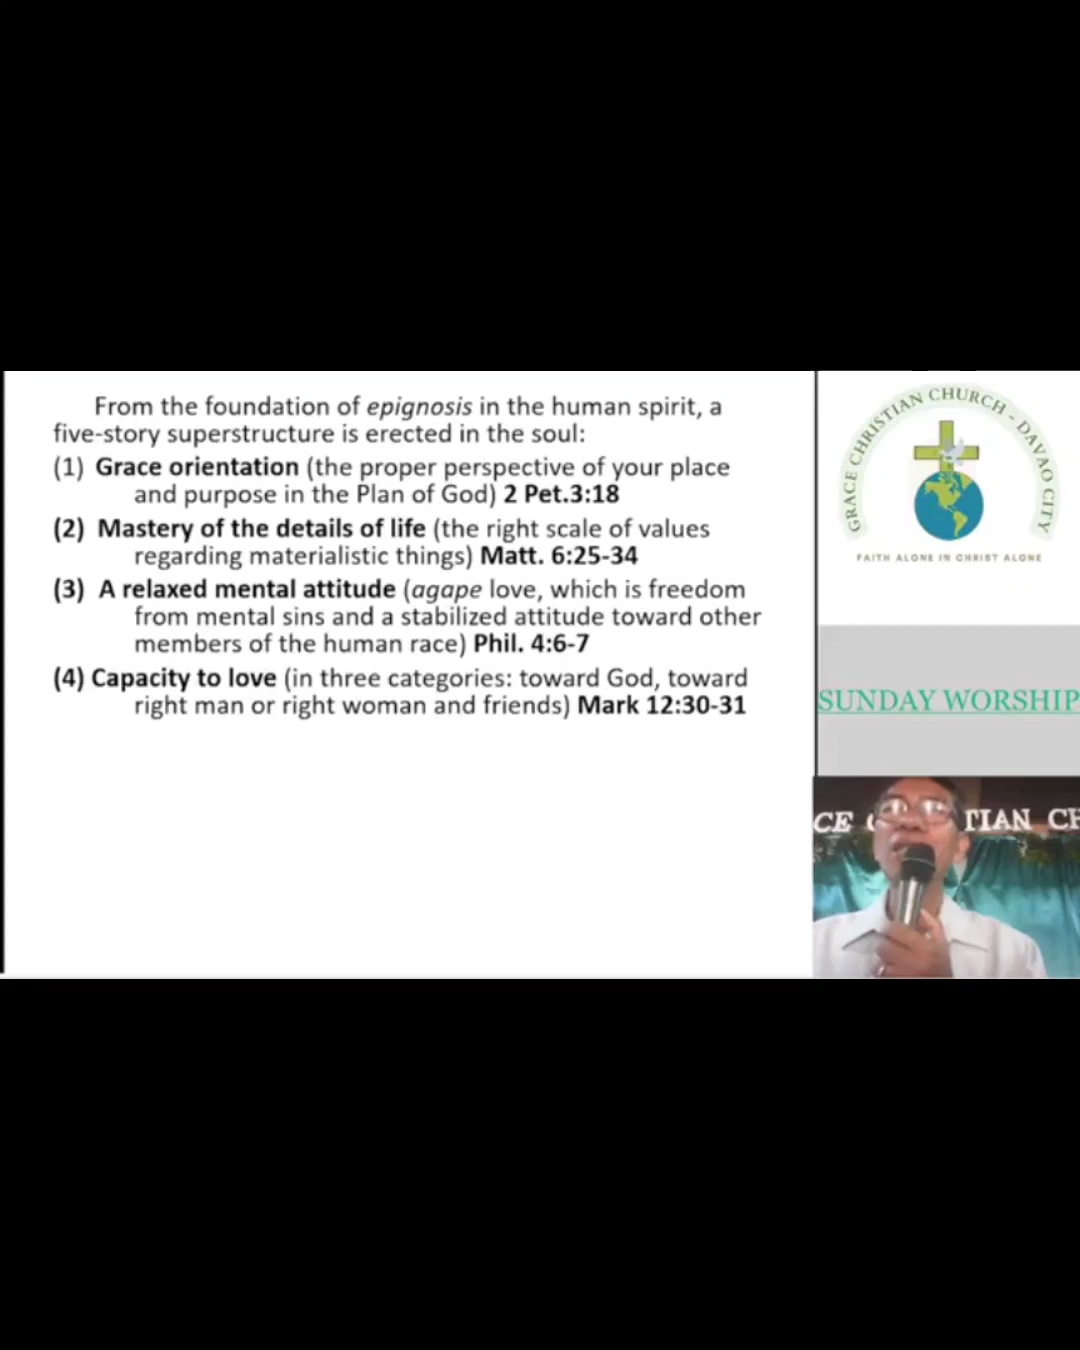 From the foundation of epignosis in the human spirit, a
five-story superstructure is erected in the soul:
(1) Grace orientation (the proper perspective of your place
and purpose in the Plan of God) 2 Pet.3:18
(2) Mastery of the details of life (the right scale of values
regarding materialistic things) Matt. 6:25-34
(3) A relaxed mental attitude (agape love, which is freedom
from mental sins and a stabilized attitude toward other
members of the human race) Phil. 4:6-7
(4) Capacity to love (in three categories: toward God, toward
right man or right woman and friends) Mark 12:30-31
GRACE CHRISTIAN CHURCH - DAVAO CITY
FAITH ALONE IN CHRIST ALONE
SUNDAY WORSHIP
CE TIAN CH